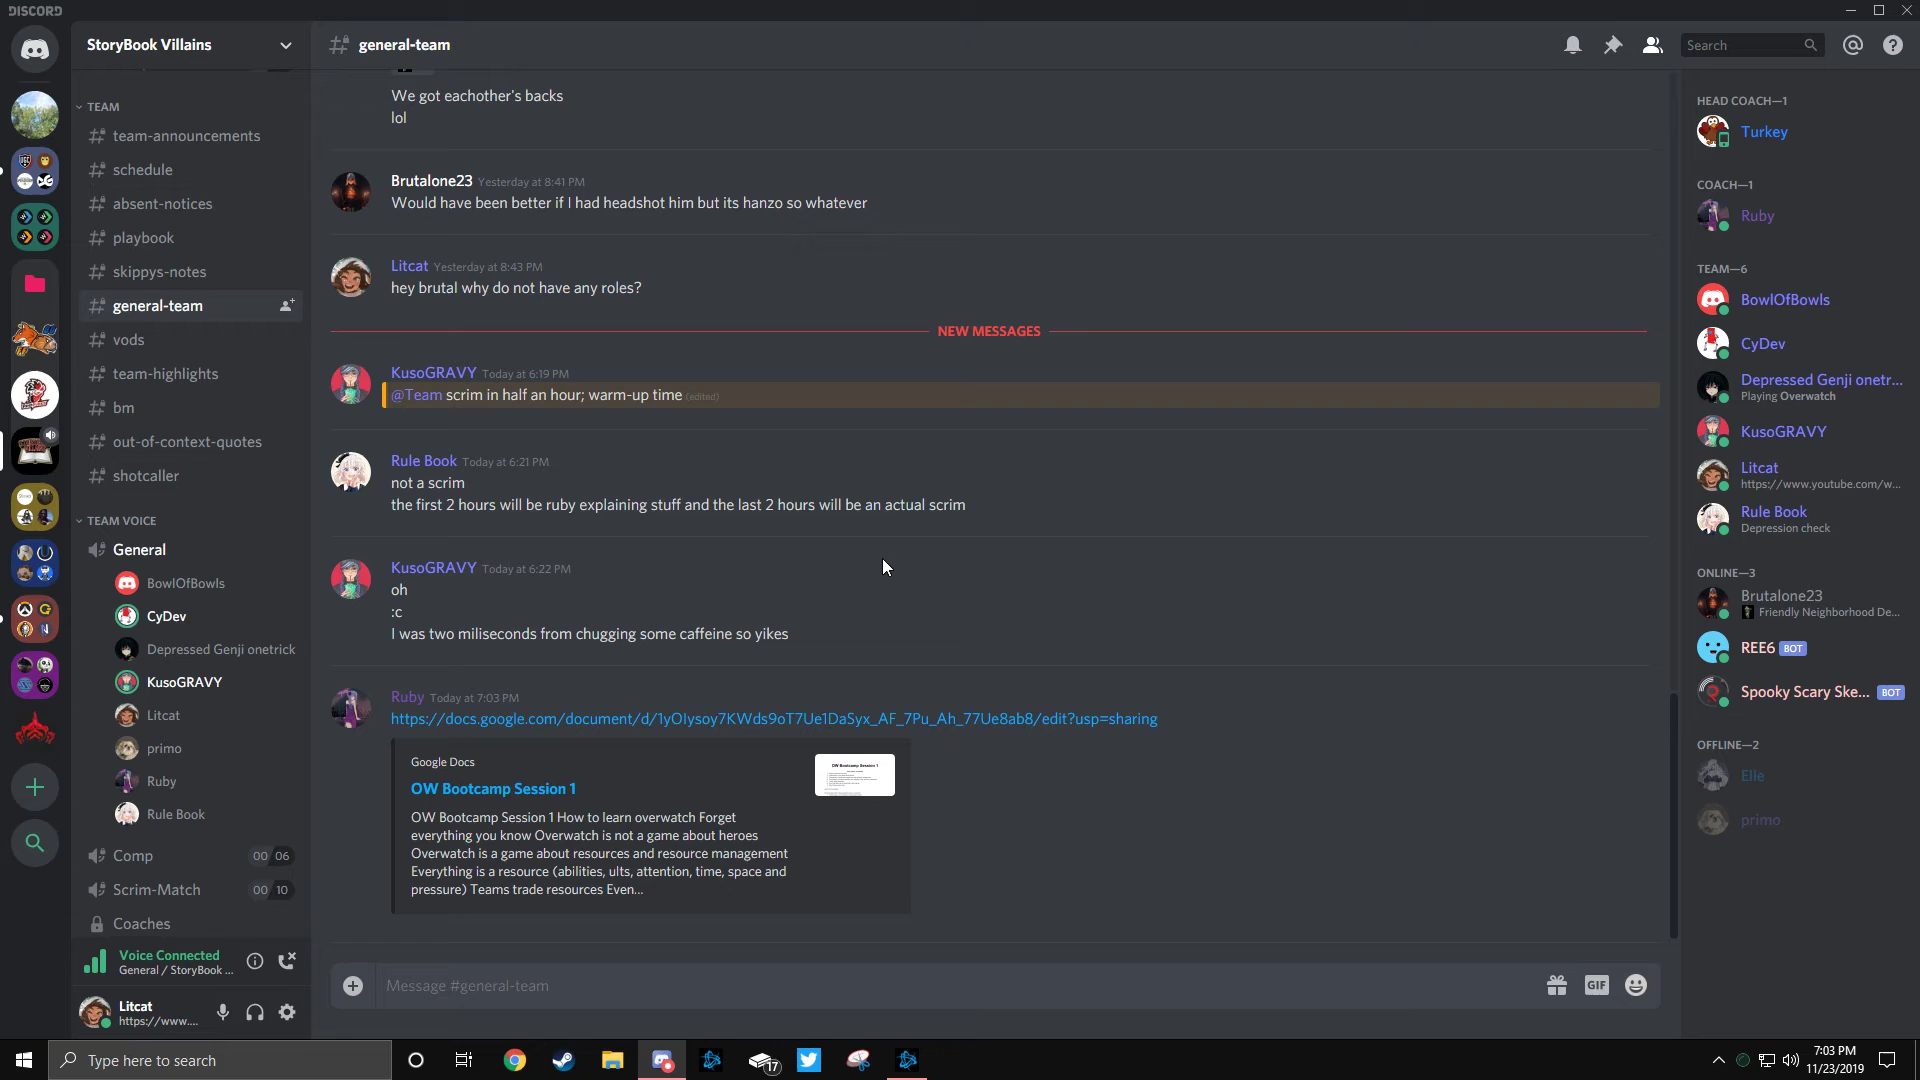 DISCORD
StoryBook Villains
general-team
Search
TEAM
team-announcements
schedule
absent-notices
playbook
skippys-notes
general-team
vods
team-highlights
bm
out-of-context-quotes
shotcaller
TEAM VOICE
General
BowlOfBowls
CyDev
Depressed Genji onetrick
KusoGRAVY
Litcat
primo
Ruby
Rule Book
Comp 00 06
Scrim-Match 00 10
Coaches
Voice Connected
General / StoryBook ...
Litcat
https://www....
We got eachother's backs
lol
Brutalone23 Yesterday at 8:41 PM
Would have been better if I had headshot him but its hanzo so whatever
Litcat Yesterday at 8:43 PM
hey brutal why do not have any roles?
NEW MESSAGES
KusoGRAVY Today at 6:19 PM
@Team scrim in half an hour; warm-up time (edited)
Rule Book Today at 6:21 PM
not a scrim
the first 2 hours will be ruby explaining stuff and the last 2 hours will be an actual scrim
KusoGRAVY Today at 6:22 PM
oh
:c
I was two miliseconds from chugging some caffeine so yikes
Ruby Today at 7:03 PM
https://docs.google.com/document/d/1yOIysoy7KWds9oT7Ue1DaSyx_AF_7Pu_Ah_77Ue8ab8/edit?usp=sharing
Google Docs
OW Bootcamp Session 1
OW Bootcamp Session 1 How to learn overwatch Forget
everything you know Overwatch is not a game about heroes
Overwatch is a game about resources and resource management
Everything is a resource (abilities, ults, attention, time, space and
pressure) Teams trade resources Even...
OW Bootcamp Session 1
Message #general-team
GIF
HEAD COACH—1
Turkey
COACH—1
Ruby
TEAM—6
BowlOfBowls
CyDev
Depressed Genji onetr...
Playing Overwatch
KusoGRAVY
Litcat
https://www.youtube.com/w...
Rule Book
Depression check
ONLINE—3
Brutalone23
Friendly Neighborhood De...
REE6 BOT
Spooky Scary Ske... BOT
OFFLINE—2
Elle
primo
Type here to search
17
7:03 PM
11/23/2019